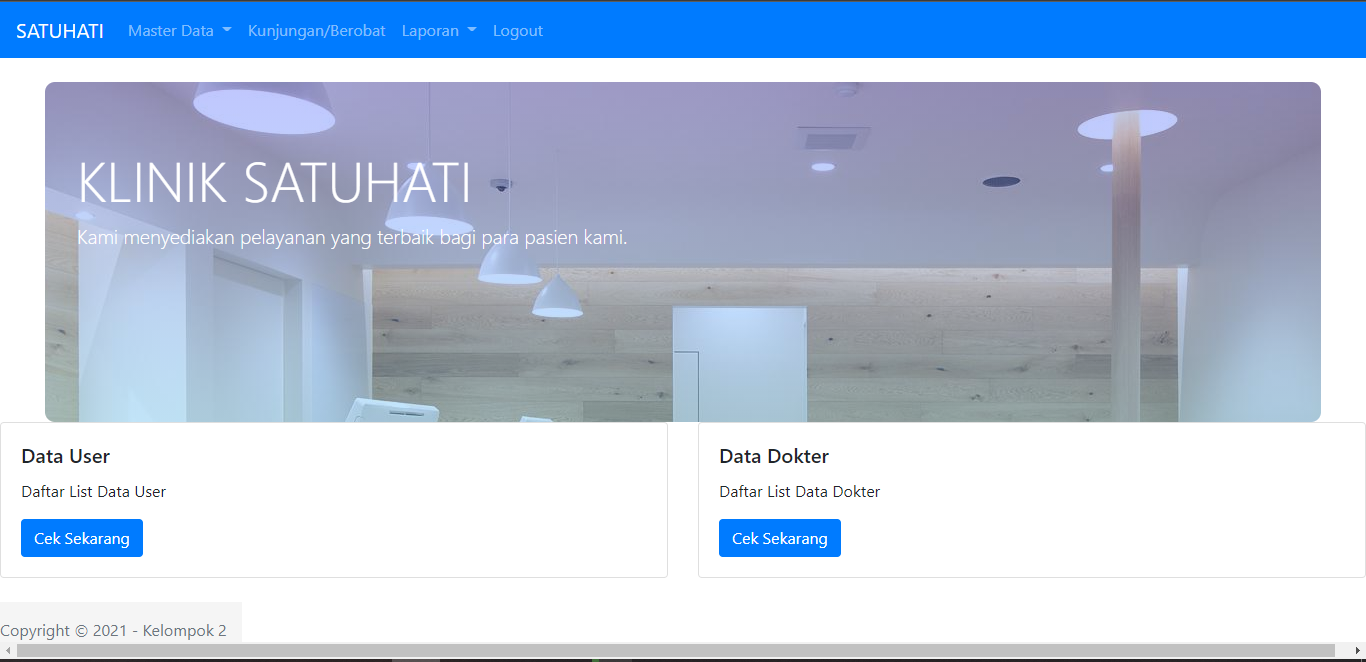 SATUHATI Master Data Kunjungan/Berobat Laporan Logout
KLINIK SATUHATI
Kami menyediakan pelayanan yang terbaik bagi para pasien kami.
Data User
Daftar List Data User
Cek Sekarang
Data Dokter
Daftar List Data Dokter
Cek Sekarang
Copyright © 2021 - Kelompok 2